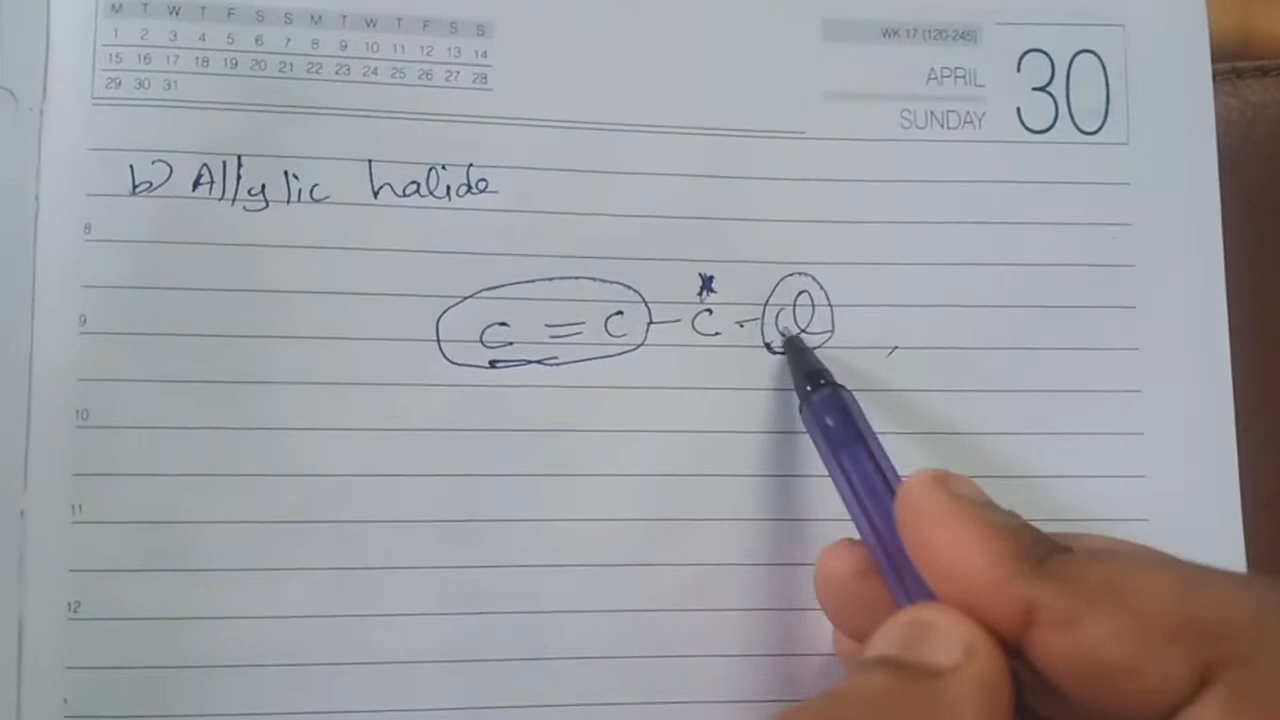 M T W T F S S M T W T F S S
1 2 3 4 5 6 7 8 9 10 11 12 13 14
15 16 17 18 19 20 21 22 23 24 25 26 27 28
29 30 31
WK 17 (120-245)
APRIL
SUNDAY
30
b) Allylic halide
8
*
C = C - C - Cl
9
10
11
12